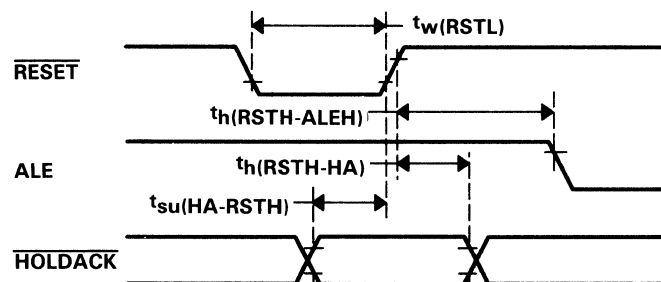 tw(RSTL)
RESET
th(RSTH-ALEH)
ALE
th(RSTH-HA)
tsu(HA-RSTH)
HOLDACK